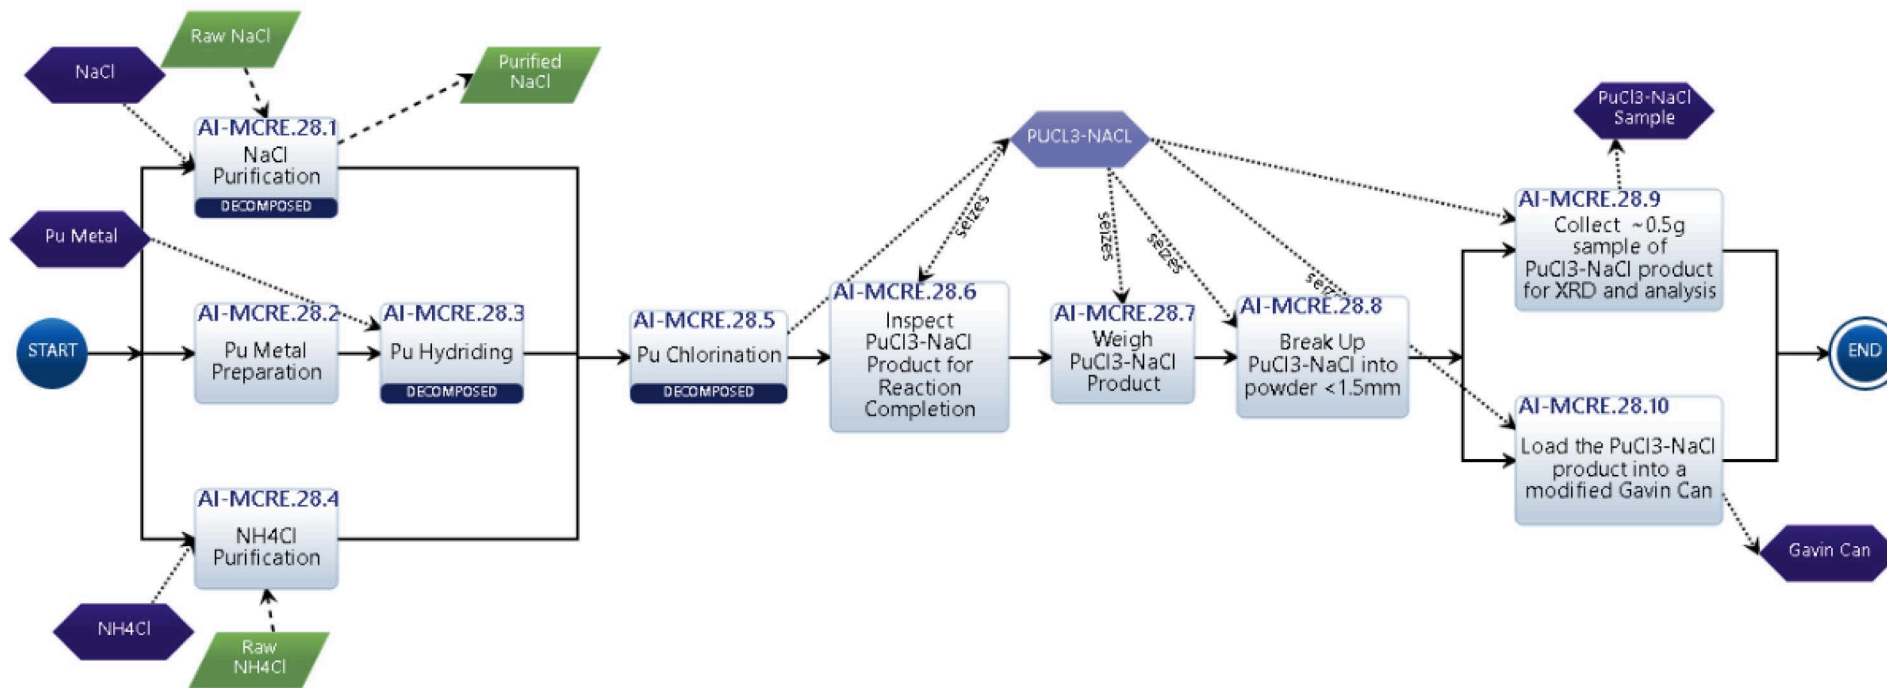 Raw NaCl
NaCl
Purified
NaCl
AI-MCRE.28.1
NaCl
Purification
DECOMPOSED
Pu Metal
START
AI-MCRE.28.2
Pu Metal
Preparation
AI-MCRE.28.3
Pu Hydriding
DECOMPOSED
AI-MCRE.28.4
NH4Cl
Purification
NH4Cl
Raw
NH4Cl
AI-MCRE.28.5
Pu Chlorination
DECOMPOSED
PUCL3-NACL
seizes
seizes
seizes
AI-MCRE.28.6
Inspect
PuCl3-NaCl
Product for
Reaction
Completion
AI-MCRE.28.7
Weigh
PuCl3-NaCl
Product
AI-MCRE.28.8
Break Up
PuCl3-NaCl into
powder <1.5mm
PuCl3-NaCl
Sample
AI-MCRE.28.9
Collect ~0.5g
sample of
PuCl3-NaCl product
for XRD and analysis
AI-MCRE.28.10
Load the PuCl3-NaCl
product into a
modified Gavin Can
Gavin Can
END